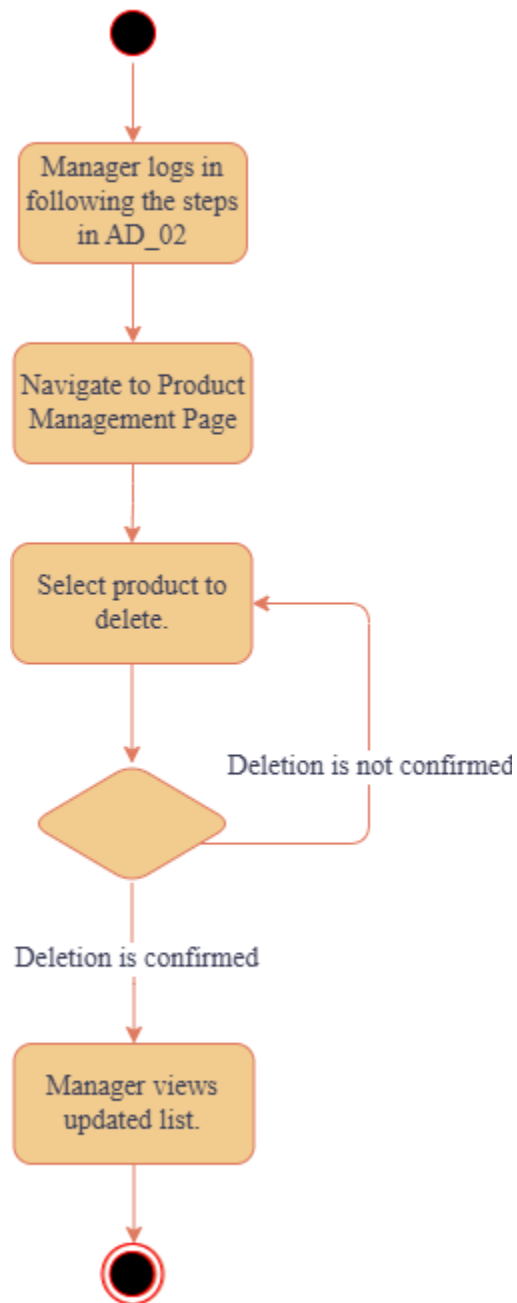 Manager logs in
following the steps
in AD_02
Navigate to Product
Management Page
Select product to
delete.
Deletion is not confirmed
Deletion is confirmed
Manager views
updated list.